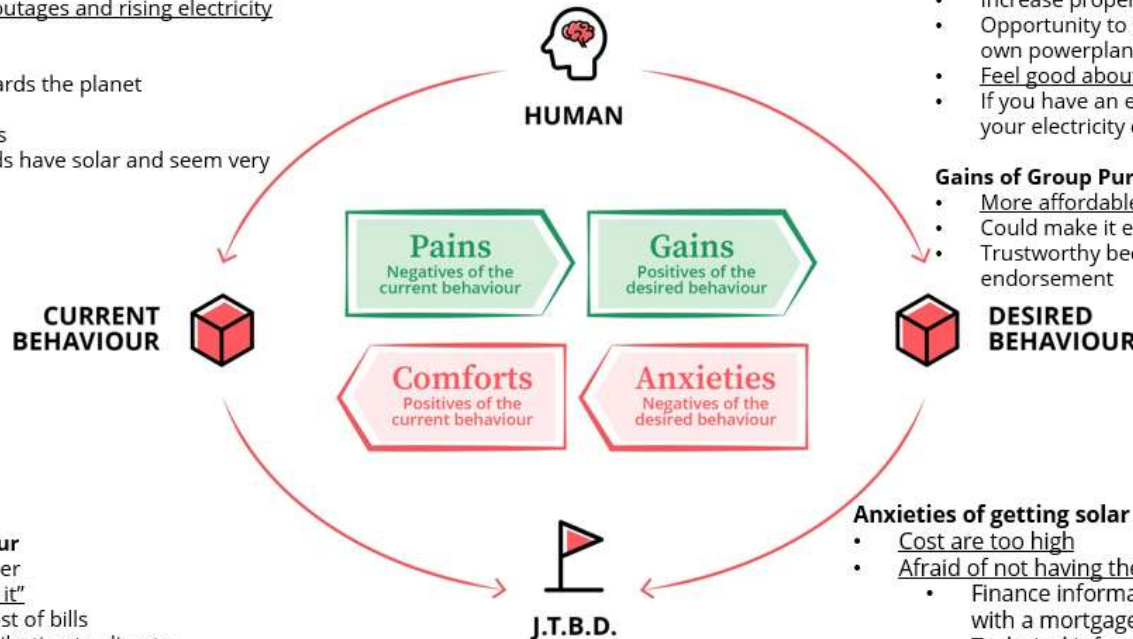 outages and rising electricity
ards the planet
s
ds have solar and seem very
HUMAN
Increase proper
• Opportunity to
own powerplan
• Feel good about
• If you have an e
your electricity
Gains of Group Pur
• More affordable
• Could make it e
• Trustworthy bec
endorsement
Pains
Negatives of the
current behaviour
Gains
Positives of the
desired behaviour
CURRENT
BEHAVIOUR
DESIRED
BEHAVIOUR
Comforts
Positives of the
current behaviour
Anxieties
Negatives of the
desired behaviour
ur
er
it”
st of bills
Anxieties of getting solar
• Cost are too high
• Afraid of not having the
• Finance informa
with a mortgage
J.T.B.D.